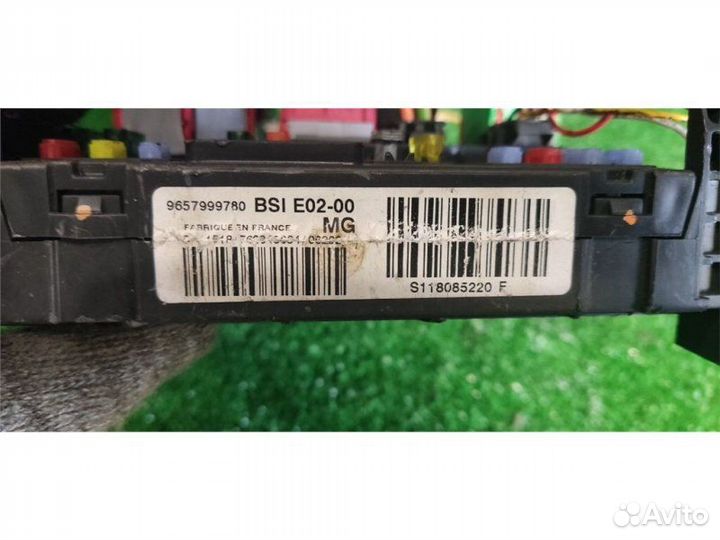 9657999780 BSI E02-00
FABRIQUE EN FRANCE MG
S118085220 F
Avito